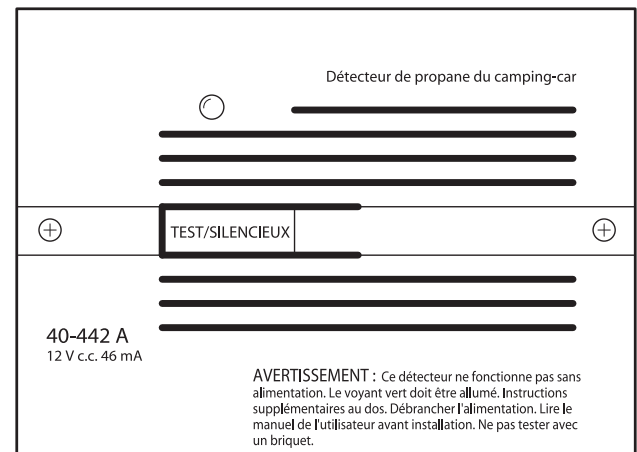 Détecteur de propane du camping-car
TEST/SILENCIEUX
40-442 A
12 V c.c. 46 mA
AVERTISSEMENT : Ce détecteur ne fonctionne pas sans
alimentation. Le voyant vert doit être allumé. Instructions
supplémentaires au dos. Débrancher l'alimentation. Lire le
manuel de l'utilisateur avant installation. Ne pas tester avec
un briquet.